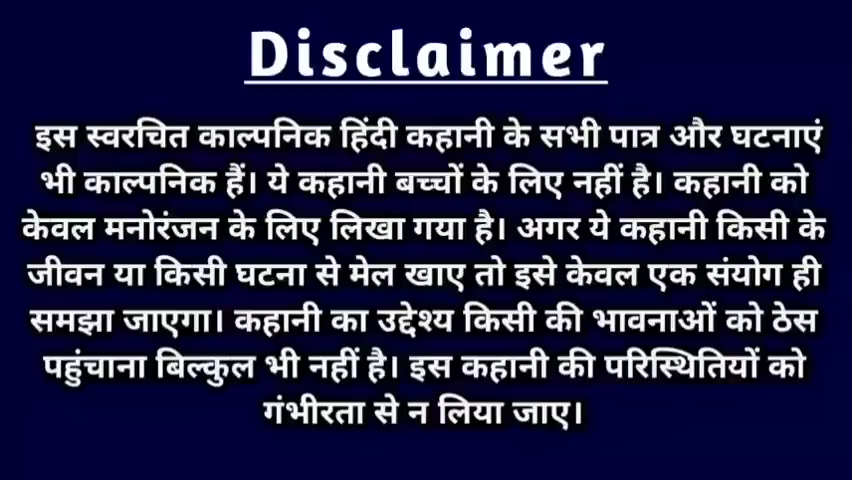 Disclaimer
इस स्वरचित काल्पनिक हिंदी कहानी के सभी पात्र और घटनाएं
भी काल्पनिक हैं। ये कहानी बच्चों के लिए नहीं है। कहानी को
केवल मनोरंजन के लिए लिखा गया है। अगर ये कहानी किसी के
जीवन या किसी घटना से मेल खाए तो इसे केवल एक संयोग ही
समझा जाएगा। कहानी का उद्देश्य किसी की भावनाओं को ठेस
पहुंचाना बिल्कुल भी नहीं है। इस कहानी की परिस्थितियों को
गंभीरता से न लिया जाए।